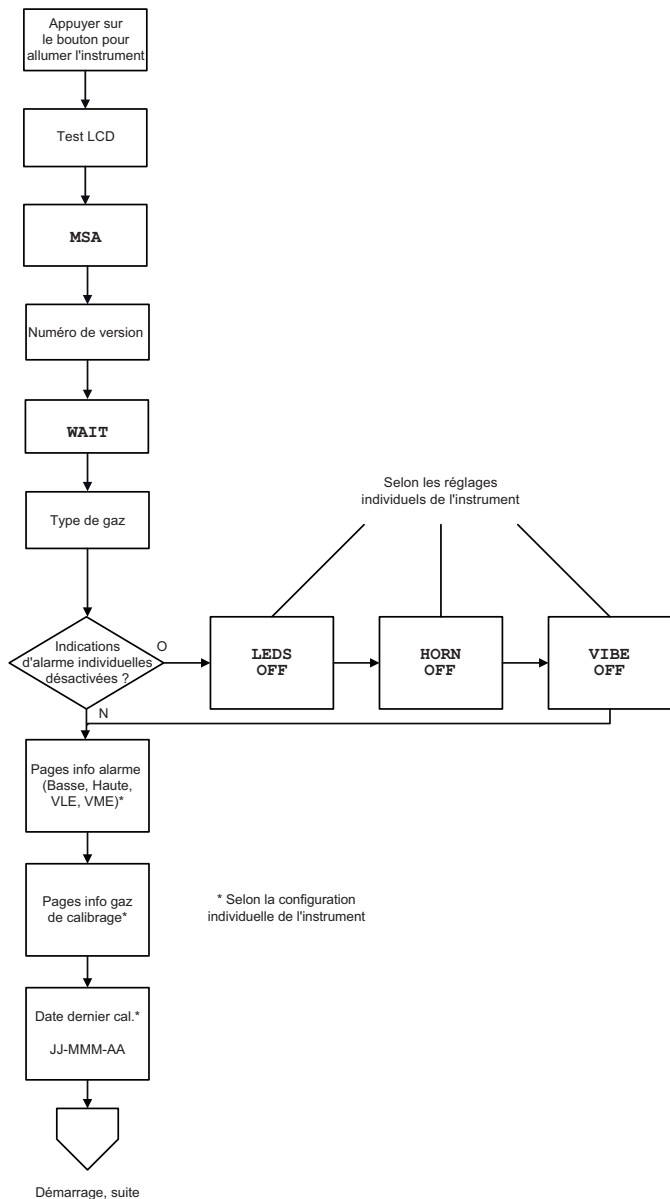 Appuyer sur
le bouton pour
allumer l'instrument
Test LCD
MSA
Numéro de version
WAIT
Type de gaz
Selon les réglages
individuels de l'instrument
Indications
d'alarme individuelles
désactivées ?
O
LEDS
OFF
HORN
OFF
VIBE
OFF
N
Pages info alarme
(Basse, Haute,
VLE, VME)*
Pages info gaz
de calibrage*
* Selon la configuration
individuelle de l'instrument
Date dernier cal.*
JJ-MMM-AA
Démarrage, suite